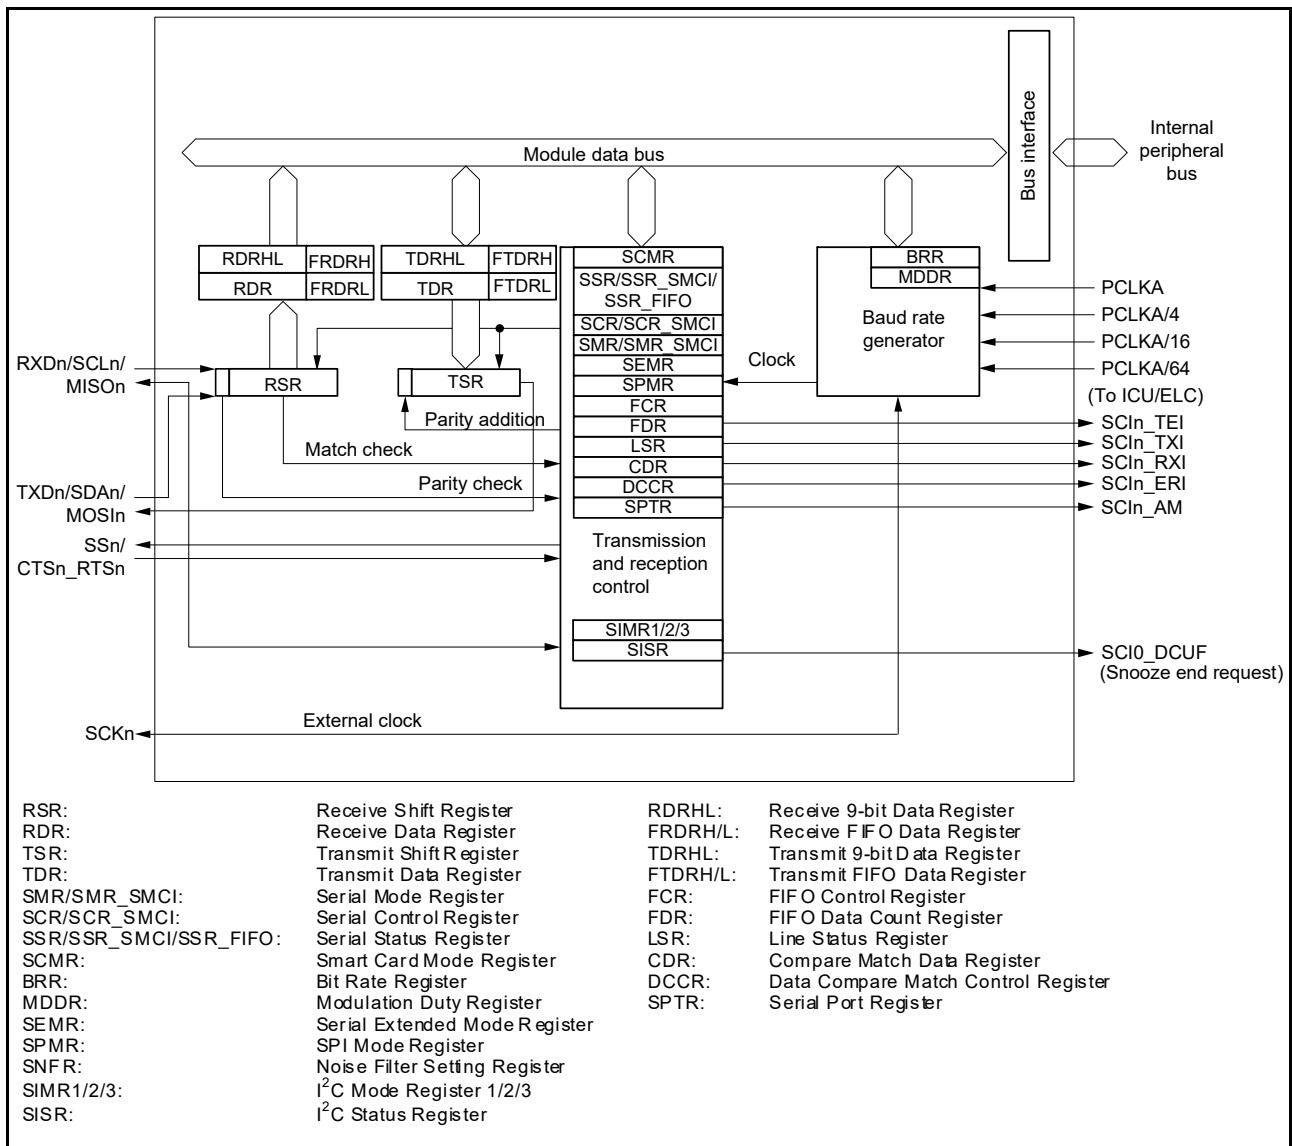 Bus interface
Internal
peripheral
bus
Module data bus
RDRHL
FRDRH
RDR
FRDRL
TDRHL
FTDRH
TDR
FTDRL
SCMR
SSR/SSR_SMCI/
SSR_FIFO
SCR/SCR_SMCI
SMR/SMR_SMCI
SEMR
SPMR
FCR
FDR
LSR
CDR
DCCR
SPTR
Transmission
and reception
control
SIMR1/2/3
SISR
BRR
MDDR
Baud rate
generator
Clock
PCLKA
PCLKA/4
PCLKA/16
PCLKA/64
(To ICU/ELC)
SCIn_TEI
SCIn_TXI
SCIn_RXI
SCIn_ERI
SCIn_AM
SCI0_DCUF
(Snooze end request)
RXDn/SCLn/
MISOn
RSR
TSR
Parity addition
Match check
Parity check
TXDn/SDAn/
MOSIn
SSn/
CTSn_RTSn
External clock
SCKn
RSR: Receive Shift Register
RDR: Receive Data Register
TSR: Transmit Shift Register
TDR: Transmit Data Register
SMR/SMR_SMCI: Serial Mode Register
SCR/SCR_SMCI: Serial Control Register
SSR/SSR_SMCI/SSR_FIFO: Serial Status Register
SCMR: Smart Card Mode Register
BRR: Bit Rate Register
MDDR: Modulation Duty Register
SEMR: Serial Extended Mode Register
SPMR: SPI Mode Register
SNFR: Noise Filter Setting Register
SIMR1/2/3: I²C Mode Register 1/2/3
SISR: I²C Status Register
RDRHL: Receive 9-bit Data Register
FRDRH/L: Receive FIFO Data Register
TDRHL: Transmit 9-bit Data Register
FTDRH/L: Transmit FIFO Data Register
FCR: FIFO Control Register
FDR: FIFO Data Count Register
LSR: Line Status Register
CDR: Compare Match Data Register
DCCR: Data Compare Match Control Register
SPTR: Serial Port Register